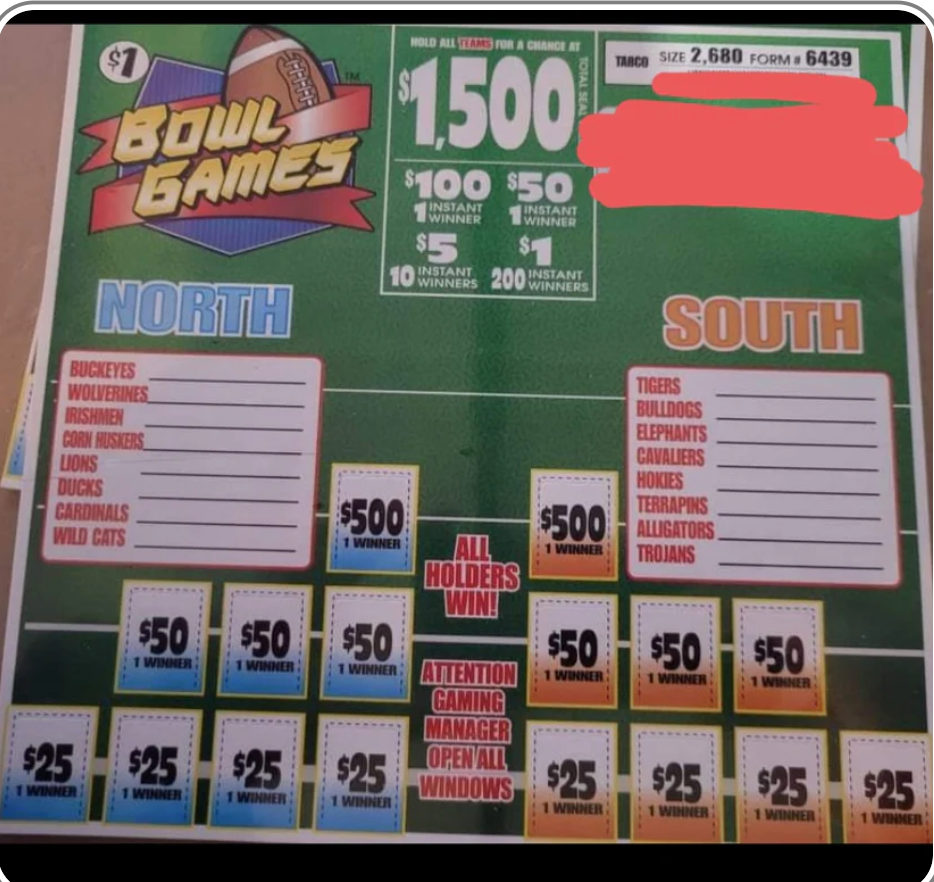 $1
BOWL
GAMES
TM
HOLD ALL TEAMS FOR A CHANCE AT
$1,500
TOTAL SEAL
$100
1 INSTANT WINNER
$50
1 INSTANT WINNER
$5
10 INSTANT WINNERS
$1
200 INSTANT WINNERS
TABCO SIZE 2,680 FORM # 6439
NORTH
BUCKEYES
WOLVERINES
IRISHMEN
CORN HUSKERS
LIONS
DUCKS
CARDINALS
WILD CATS
SOUTH
TIGERS
BULLDOGS
ELEPHANTS
CAVALIERS
HOKIES
TERRAPINS
ALLIGATORS
TROJANS
$500
1 WINNER
$500
1 WINNER
ALL
HOLDERS
WIN!
$50
1 WINNER
$50
1 WINNER
$50
1 WINNER
$50
1 WINNER
$50
1 WINNER
$50
1 WINNER
ATTENTION
GAMING
MANAGER
OPEN ALL
WINDOWS
$25
1 WINNER
$25
1 WINNER
$25
1 WINNER
$25
1 WINNER
$25
1 WINNER
$25
1 WINNER
$25
1 WINNER
$25
1 WINNER